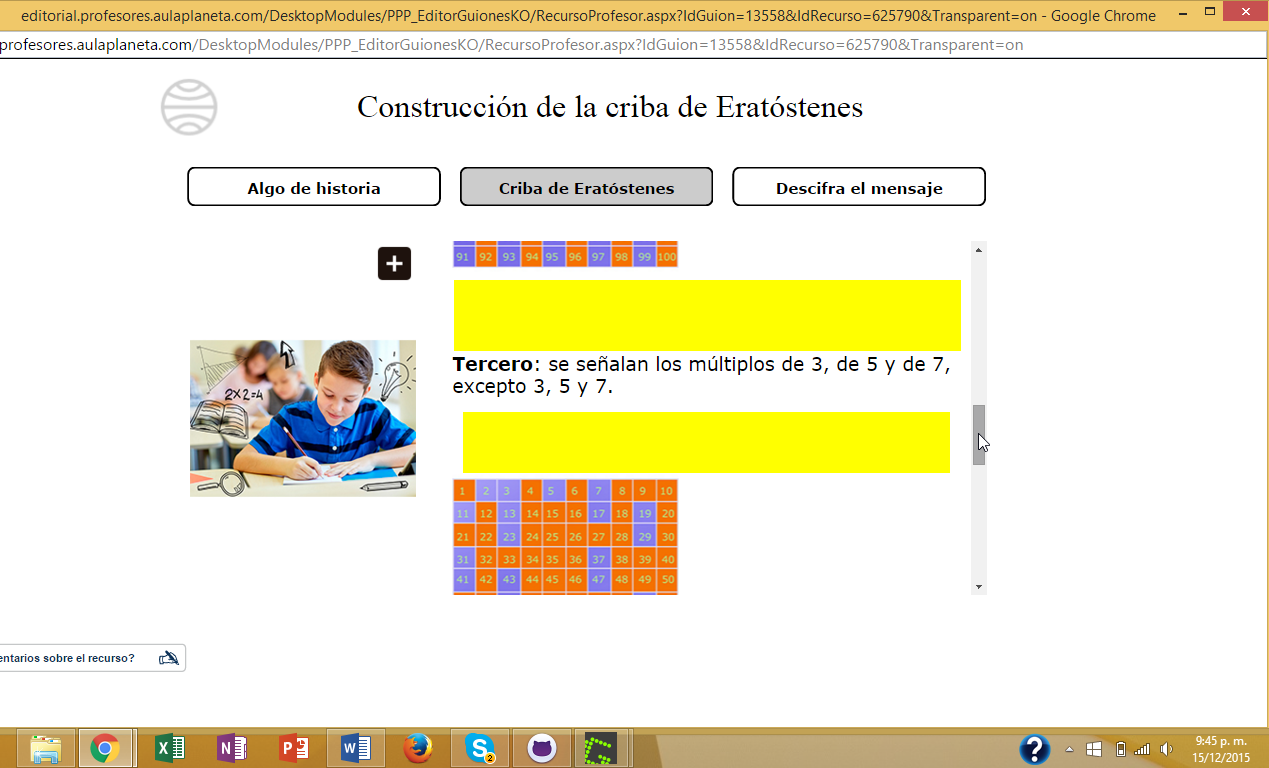 editorial.profesores.aulaplaneta.com/DesktopModules/PPP_EditorGuionesKO/RecursoProfesor.aspx?IdGuion=13558&IdRecurso=625790&Transparent=on - Google Chrome
profesores.aulaplaneta.com/DesktopModules/PPP_EditorGuionesKO/RecursoProfesor.aspx?IdGuion=13558&IdRecurso=625790&Transparent=on
Construcción de la criba de Eratóstenes
Algo de historia Criba de Eratóstenes Descifra el mensaje
91 92 93 94 95 96 97 98 99 100
Tercero: se señalan los múltiplos de 3, de 5 y de 7,
excepto 3, 5 y 7.
2x2=4
1 2 3 4 5 6 7 8 9 10
11 12 13 14 15 16 17 18 19 20
21 22 23 24 25 26 27 28 29 30
31 32 33 34 35 36 37 38 39 40
41 42 43 44 45 46 47 48 49 50
entarios sobre el recurso?
2
9:45 p. m.
15/12/2015